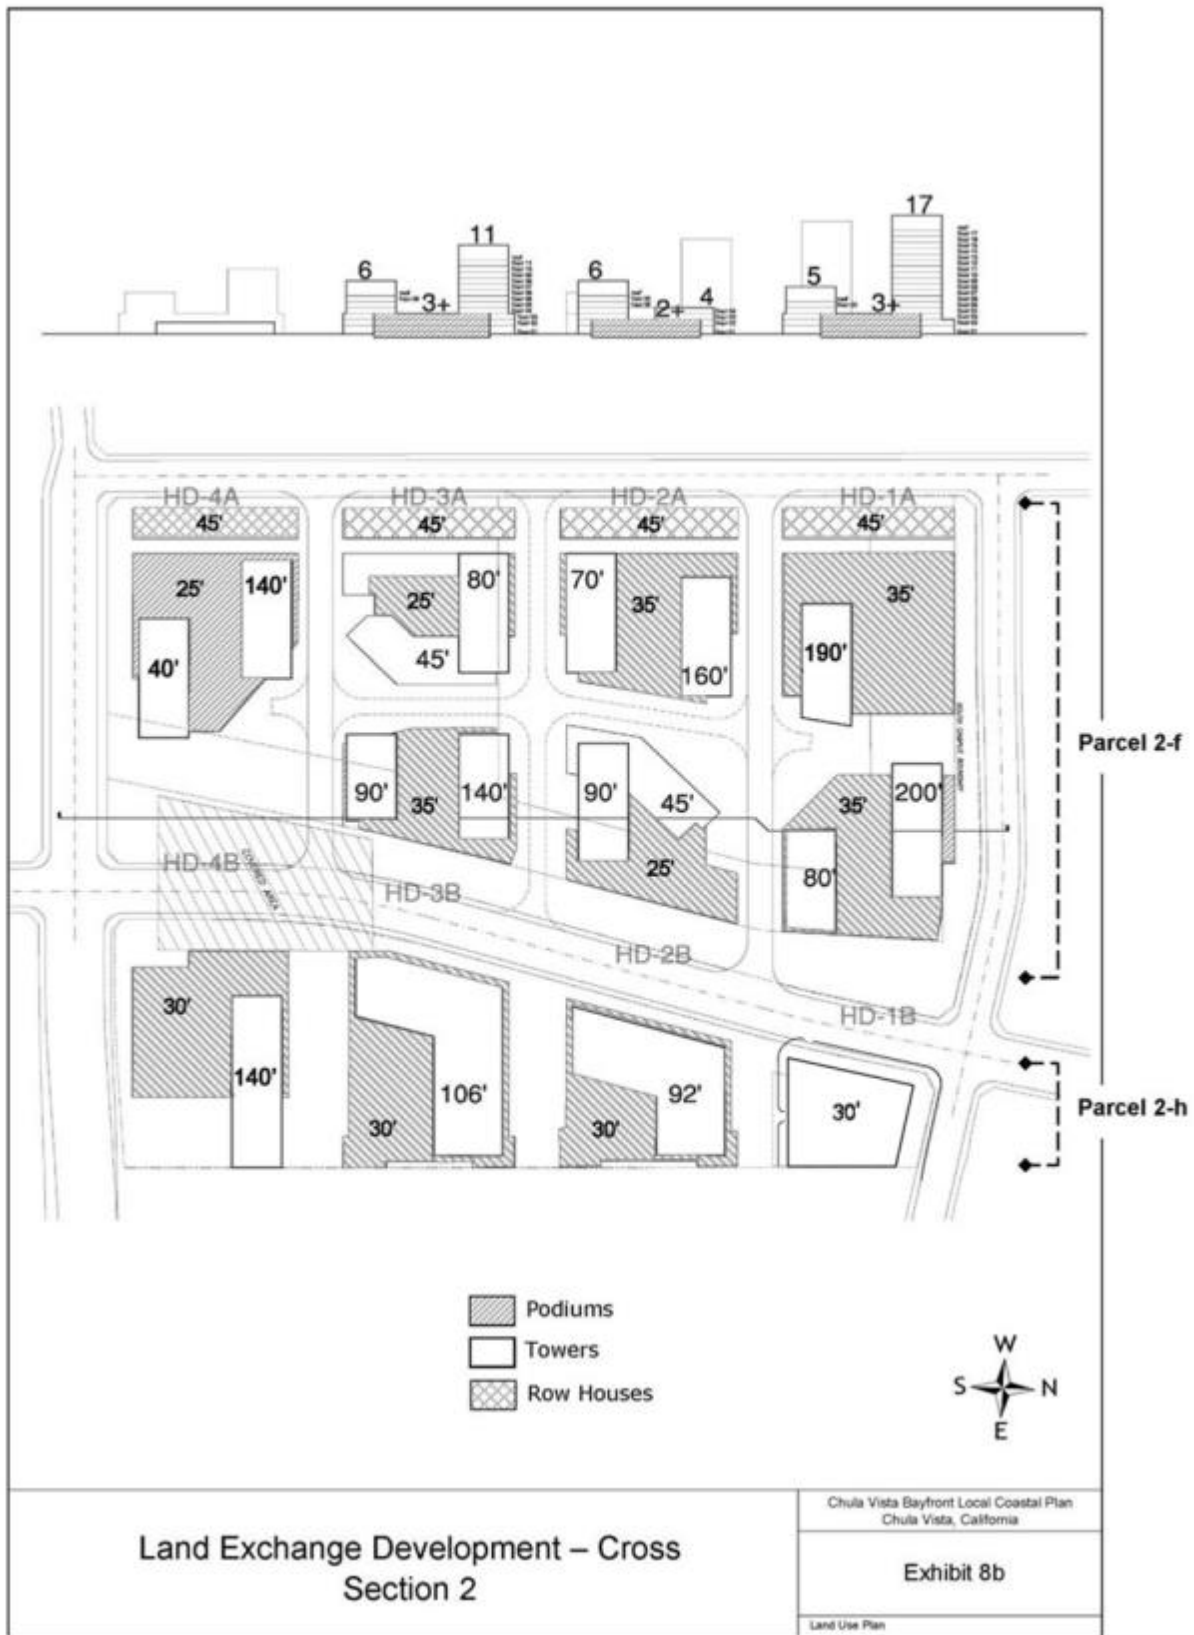 17
11
6
6
5
3+
2+
4
3+
HD-4A
HD-3A
HD-2A
HD-1A
45'
45'
45'
45'
25'
140'
40'
80'
25'
45'
70'
35'
160'
35'
190'
Parcel 2-f
90'
35'
140'
90'
45'
25'
35'
200'
80'
HD-4B
COVERED AREA
HD-3B
HD-2B
HD-1B
30'
140'
106'
30'
92'
30'
30'
Parcel 2-h
Podiums
Towers
Row Houses
W
S
N
E
Land Exchange Development – Cross
Section 2
Chula Vista Bayfront Local Coastal Plan
Chula Vista, California
Exhibit 8b
Land Use Plan